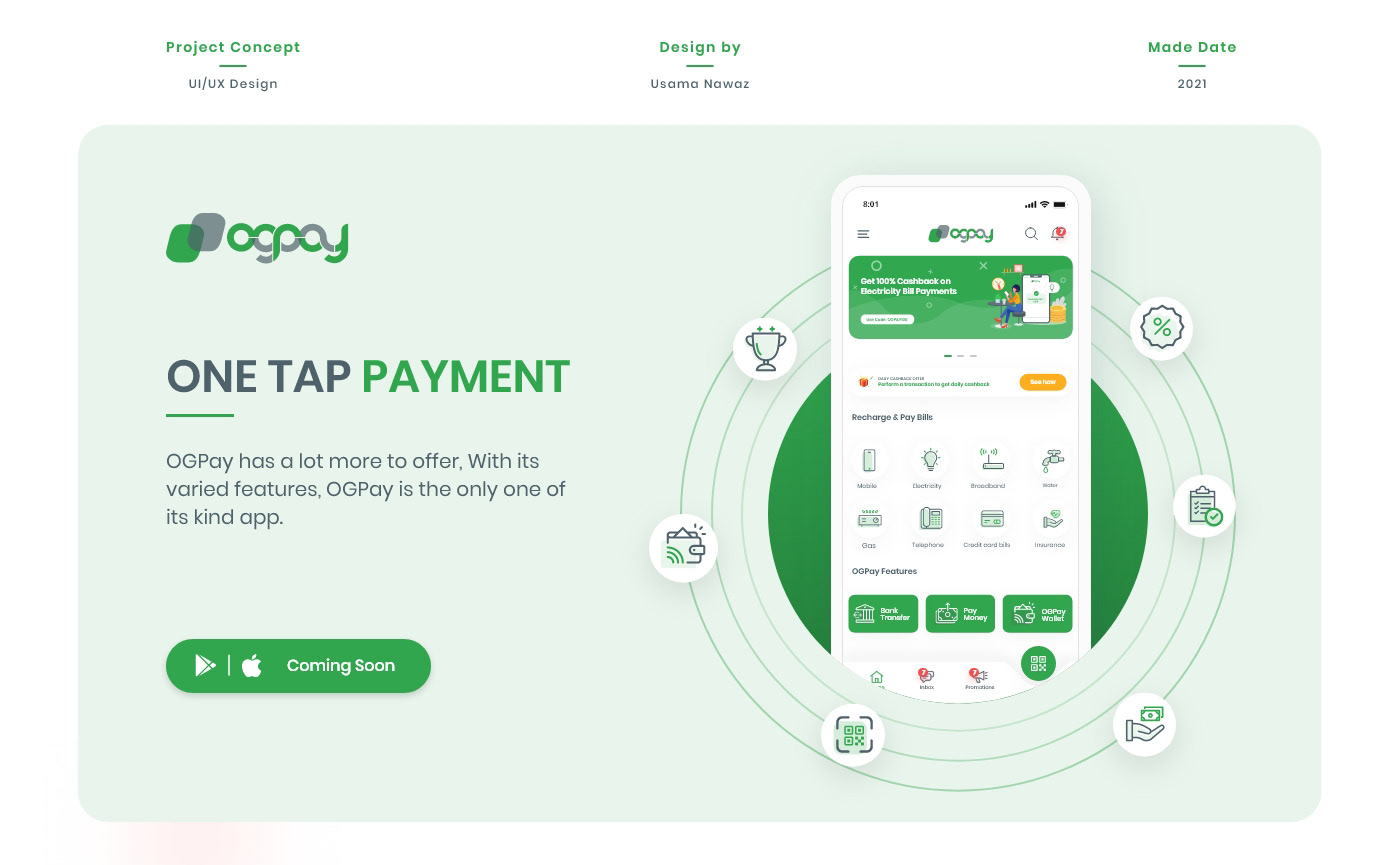 Project Concept
UI/UX Design
Design by
Usama Nawaz
Made Date
2021
ogpay
ONE TAP PAYMENT
OGPay has a lot more to offer, With its
varied features, OGPay is the only one of
its kind app.
Coming Soon
8:01
ogpay
7
Get 100% Cashback on
Electricity Bill Payments
Use Code: OGPAY100
DAILY CASHBACK OFFER
Perform a transaction to get daily cashback
See how
Recharge & Pay Bills
Mobile
Electricity
Broadband
Water
Gas
Telephone
Credit card bills
Insurance
OGPay Features
Bank
Transfer
Pay
Money
OGPay
Wallet
7
Inbox
7
Promotions